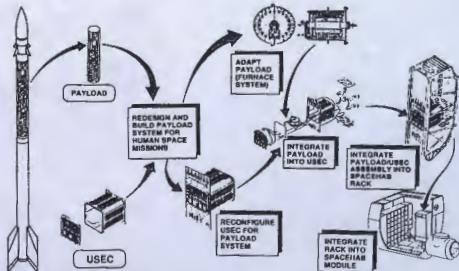 PAYLOAD
REDESIGN AND
BUILD PAYLOAD
SYSTEM FOR
HUMAN SPACE
MISSIONS
USEC
ADAPT
PAYLOAD
(FURNACE
SYSTEM)
RECONFIGURE
USEC FOR
PAYLOAD
SYSTEM
INTEGRATE
PAYLOAD
INTO USEC
INTEGRATE
PAYLOAD/USEC
ASSEMBLY INTO
SPACEHAB
RACK
INTEGRATE
RACK INTO
SPACEHAB
MODULE